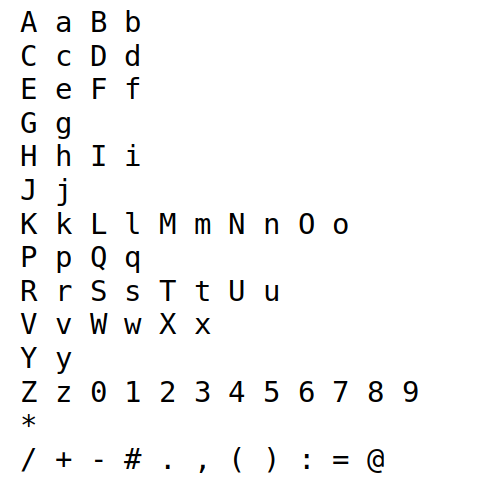 A a B b
C c D d
E e F f
G g
H h I i
J j
K k L l M m N n O o
P p Q q
R r S s T t U u
V v W w X x
Y y
Z z 0 1 2 3 4 5 6 7 8 9
*
/ + - # . , ( ) : = @